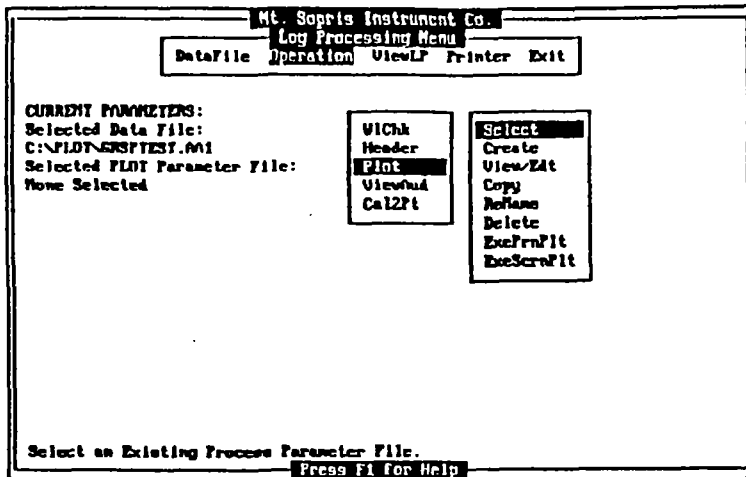 Mt. Sopris Instrument Co.
Log Processing Menu
DataFile Operation ViewLP Printer Exit
CURRENT PARAMETERS:
Selected Data File:
C:\PLOT\GRSPTEST.AA1
Selected PLOT Parameter File:
None Selected
VlChk
Header
Plot
ViewAud
Cal2Pt
Select
Create
View/Edt
Copy
ReName
Delete
ExePrnPlt
ExeScrnPlt
Select an Existing Process Parameter File.
Press F1 for Help